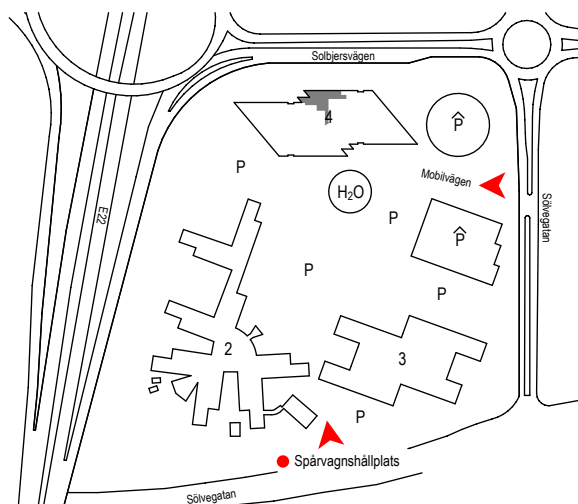 Solbjersvägen
4
P
Mobilvägen
P
H₂O
Sölvegatan
E22
P
P
P
P
2
3
P
Spårvagnshållplats
Sölvegatan